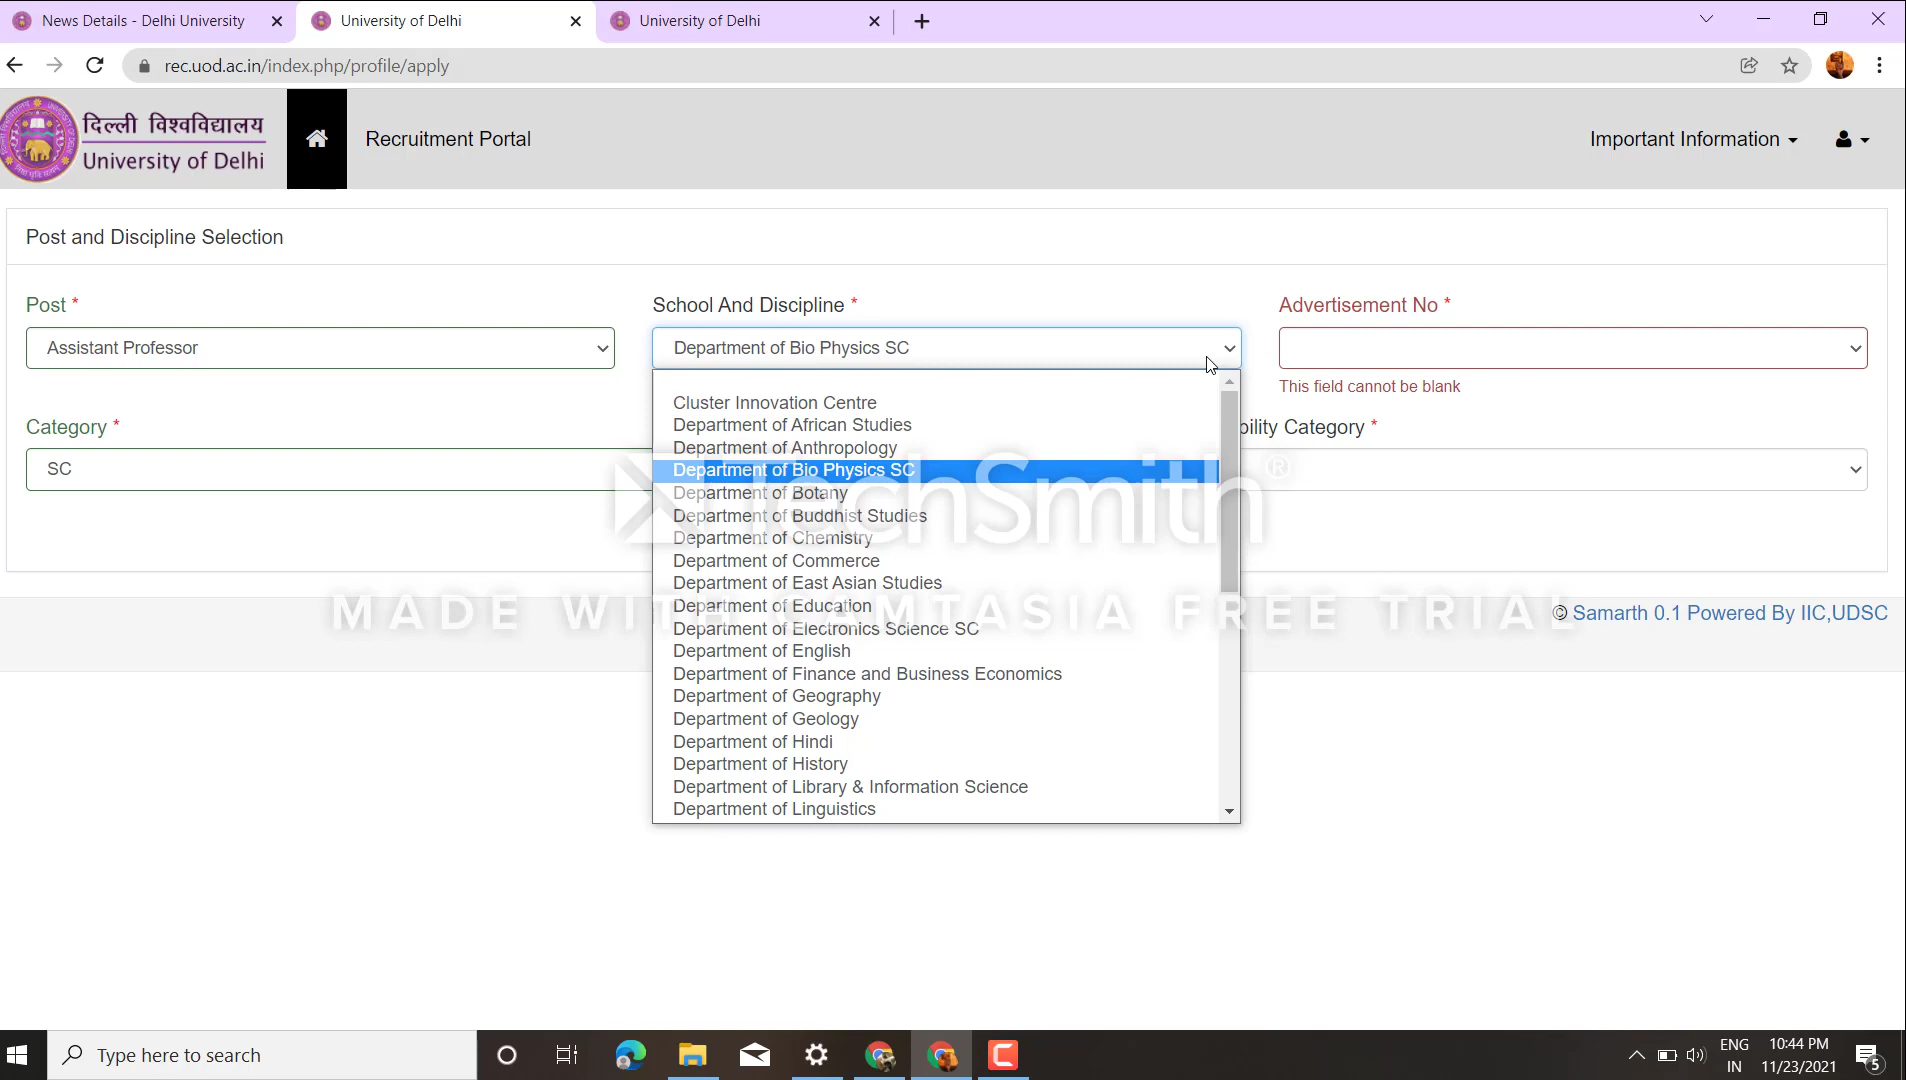 News Details - Delhi University
University of Delhi
University of Delhi
rec.uod.ac.in/index.php/profile/apply
दिल्ली विश्वविद्यालय
University of Delhi
Recruitment Portal
Important Information
Post and Discipline Selection
Post *
School And Discipline *
Advertisement No *
Assistant Professor
Department of Bio Physics SC
This field cannot be blank
Category *
bility Category *
SC
Cluster Innovation Centre
Department of African Studies
Department of Anthropology
Department of Bio Physics SC
Department of Botany
Department of Buddhist Studies
Department of Chemistry
Department of Commerce
Department of East Asian Studies
Department of Education
Department of Electronics Science SC
Department of English
Department of Finance and Business Economics
Department of Geography
Department of Geology
Department of Hindi
Department of History
Department of Library & Information Science
Department of Linguistics
TechSmith®
MADE WITH CAMTASIA FREE TRIAL
© Samarth 0.1 Powered By IIC,UDSC
Type here to search
ENG
IN
10:44 PM
11/23/2021
5